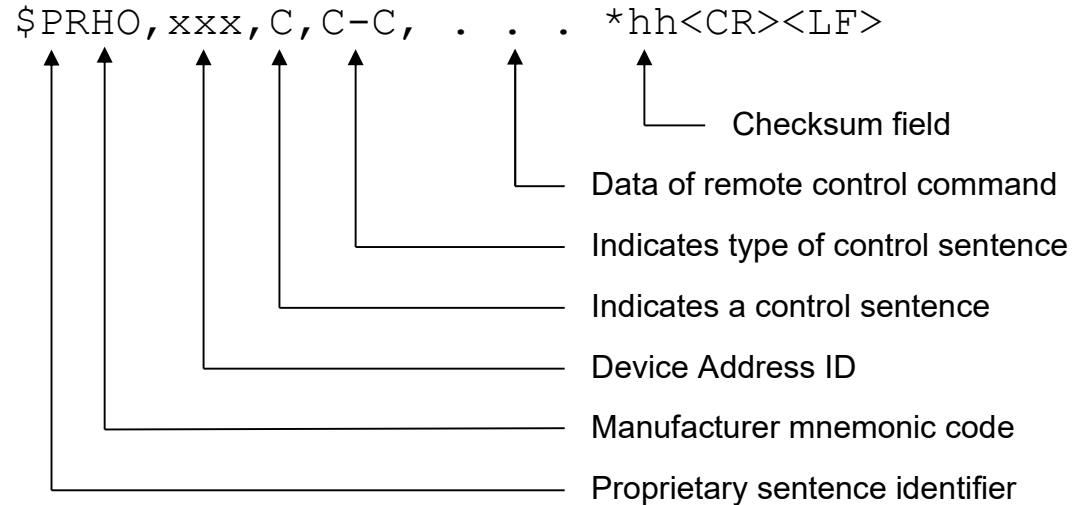 $PRHO,xxx,C,C-C, . . . *hh<CR><LF>
Checksum field
Data of remote control command
Indicates type of control sentence
Indicates a control sentence
Device Address ID
Manufacturer mnemonic code
Proprietary sentence identifier